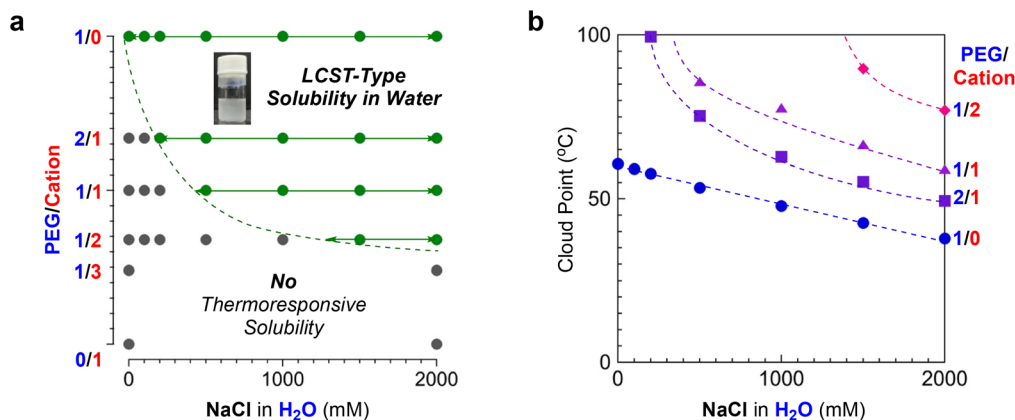 a
1/0
2/1
1/1
1/2
1/3
0/1
PEG/Cation
LCST-Type
Solubility in Water
No
Thermoresponsive
Solubility
0
1000
2000
NaCl in H₂O (mM)
b
100
50
0
Cloud Point (ºC)
PEG/
Cation
1/2
1/1
2/1
1/0
0
1000
2000
NaCl in H₂O (mM)